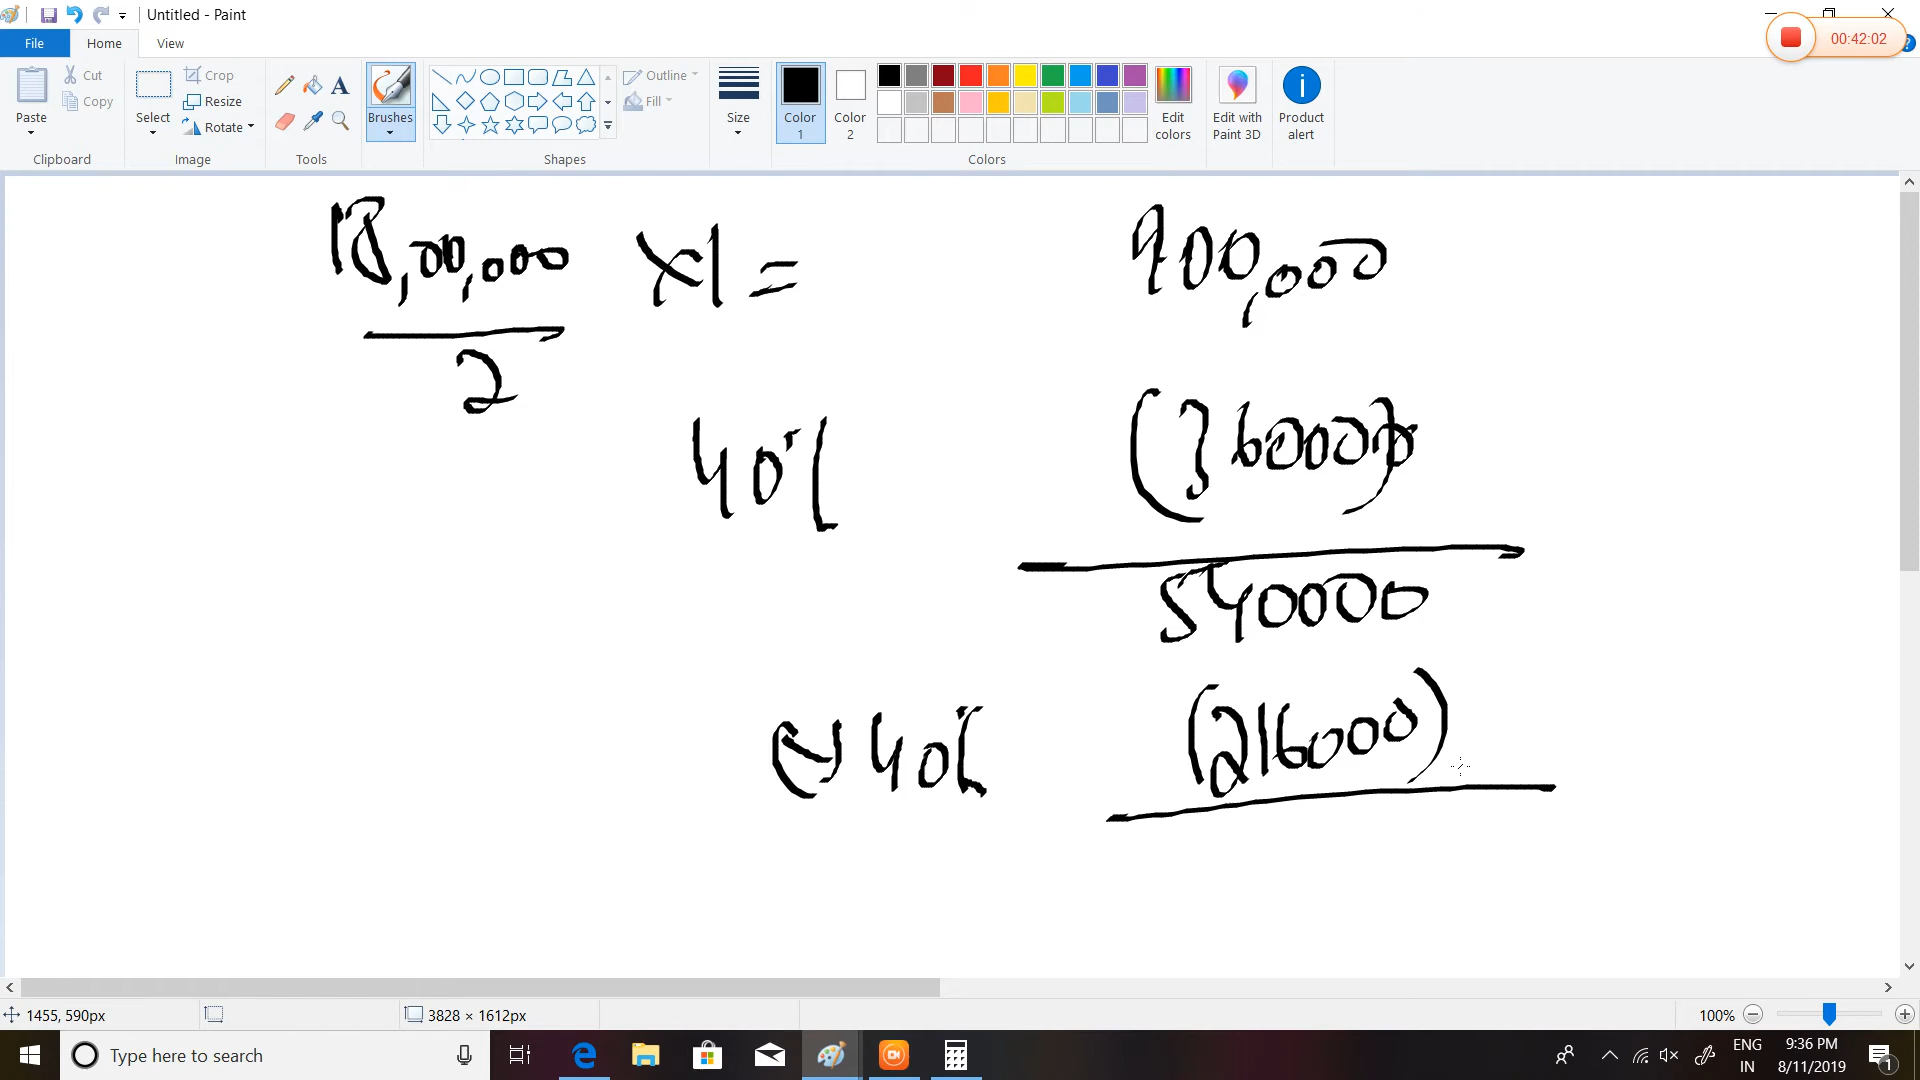 Untitled - Paint
00:42:02
File Home View
Cut
Copy
Paste
Clipboard
Select
Crop
Resize
Rotate
Image
Tools
Brushes
Outline
Fill
Shapes
Size
Color 1
Color 2
Edit colors
Colors
Edit with Paint 3D
Product alert
18,00,000 X1 = 900,000
2
40% (360000)
540000
40% (216000)
1455, 590px
3828 × 1612px
100%
Type here to search
ENG
IN
9:36 PM
8/11/2019
1